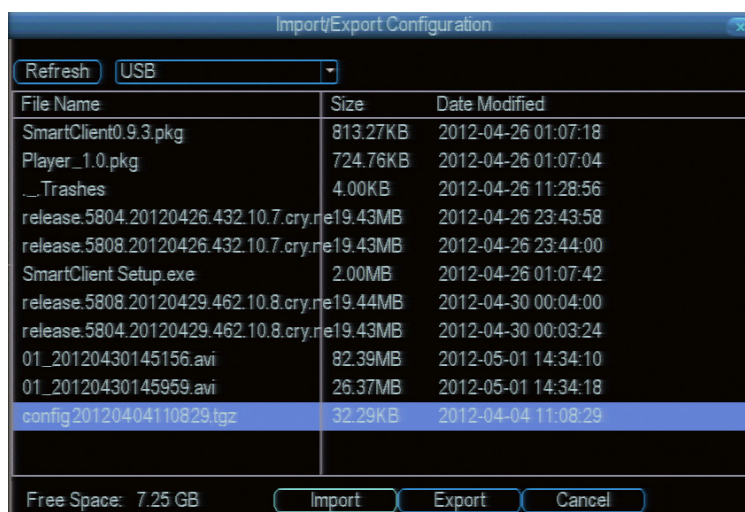 Import/Export Configuration
Refresh USB
File Name Size Date Modified
SmartClient0.9.3.pkg 813.27KB 2012-04-26 01:07:18
Player_1.0.pkg 724.76KB 2012-04-26 01:07:04
._Trashes 4.00KB 2012-04-26 11:28:56
release.5804.20120426.432.10.7.cry.ne 19.43MB 2012-04-26 23:43:58
release.5808.20120426.432.10.7.cry.ne 19.43MB 2012-04-26 23:44:00
SmartClient Setup.exe 2.00MB 2012-04-26 01:07:42
release.5808.20120429.462.10.8.cry.ne 19.44MB 2012-04-30 00:04:00
release.5804.20120429.462.10.8.cry.ne 19.43MB 2012-04-30 00:03:24
01_20120430145156.avi 82.39MB 2012-05-01 14:34:10
01_20120430145959.avi 26.37MB 2012-05-01 14:34:18
config20120404110829.tgz 32.29KB 2012-04-04 11:08:29
Free Space: 7.25 GB Import Export Cancel